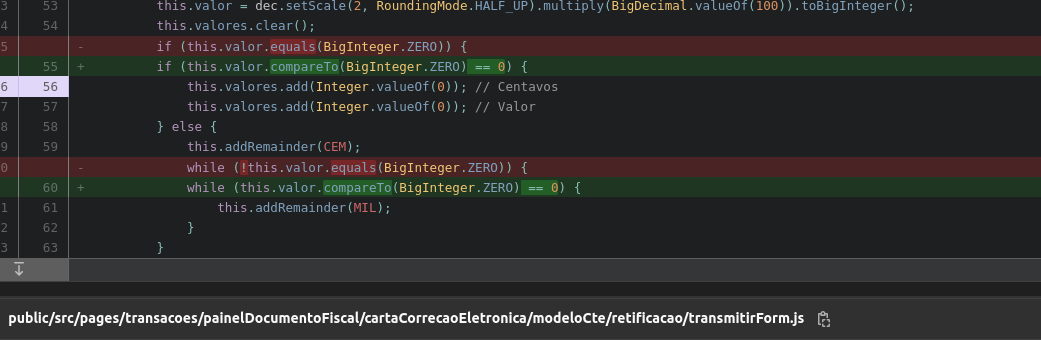 3 53 this.valor = dec.setScale(2, RoundingMode.HALF_UP).multiply(BigDecimal.valueOf(100)).toBigInteger();
4 54 this.valores.clear();
5 - if (this.valor.equals(BigInteger.ZERO)) {
55 + if (this.valor.compareTo(BigInteger.ZERO) == 0) {
6 56 this.valores.add(Integer.valueOf(0)); // Centavos
7 57 this.valores.add(Integer.valueOf(0)); // Valor
8 58 } else {
9 59 this.addRemainder(CEM);
0 - while (!this.valor.equals(BigInteger.ZERO)) {
60 + while (this.valor.compareTo(BigInteger.ZERO) == 0) {
1 61 this.addRemainder(MIL);
2 62 }
3 63 }
public/src/pages/transacoes/painelDocumentoFiscal/cartaCorrecaoEletronica/modeloCte/retificacao/transmitirForm.js